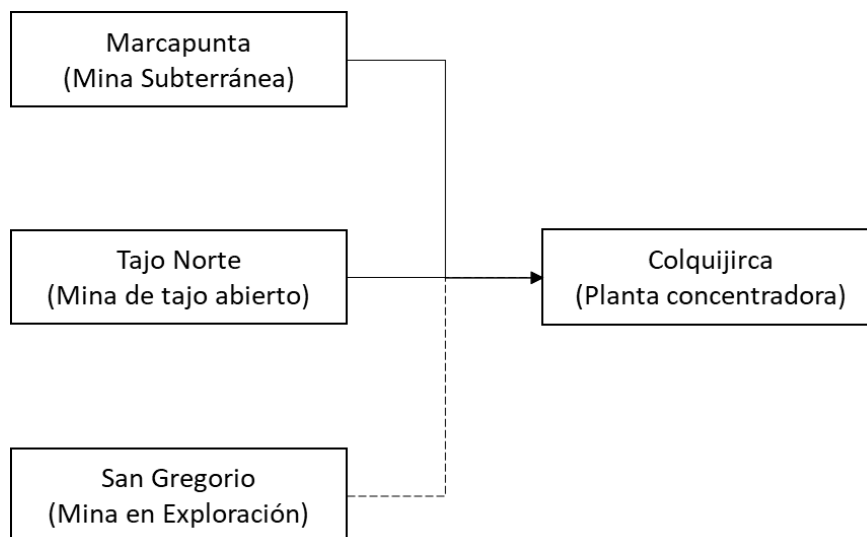 Marcapunta
(Mina Subterránea)
Tajo Norte
(Mina de tajo abierto)
Colquijirca
(Planta concentradora)
San Gregorio
(Mina en Exploración)